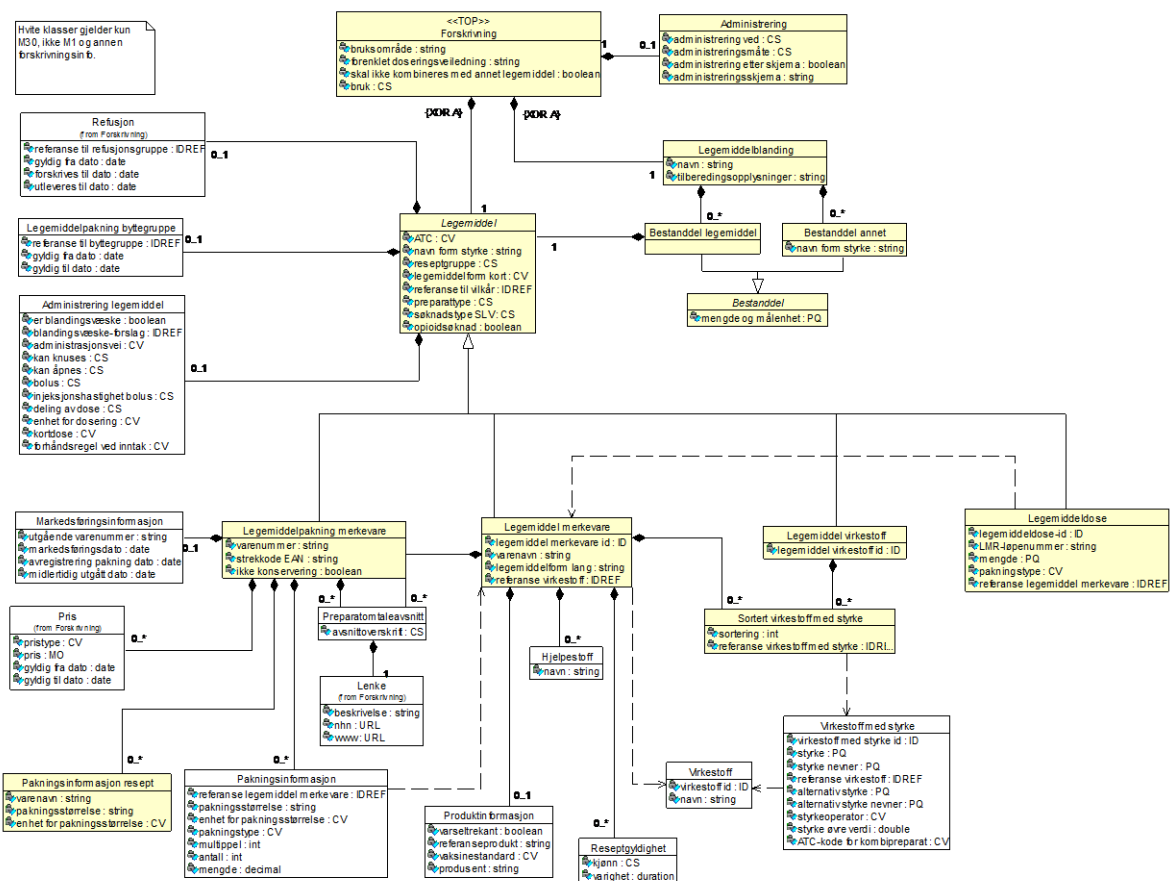 Hvite klasser gjelder kun
M30, ikke M1 og annen
forskrivningsinfo.
<<TOP>>
Forskrivning
bruksområde : string
forenklet doseringsveiledning : string
skal ikke kombineres med annet legemiddel : boolean
bruk : CS
1
0..1
Administrering
administrering ved : CS
administreringsmåte : CS
administrering etter skjema : boolean
administreringsskjema : string
{XOR A}
{XOR A}
Refusjon
(from Forskrivning)
referanse til refusjonsgruppe : IDREF
gyldig fra dato : date
forskrives til dato : date
utleveres til dato : date
0..1
Legemiddelblanding
navn : string
tilberedingsopplysninger : string
1
0..*
0..*
Legemiddelpakning byttegruppe
referanse til byttegruppe : IDREF
gyldig fra dato : date
gyldig til dato : date
0..1
1
Legemiddel
ATC : CV
navn form styrke : string
reseptgruppe : CS
legemiddelform kort : CV
referanse til vilkår : IDREF
preparattype : CS
søknadstype SLV : CS
opioidsøknad : boolean
1
Bestanddel legemiddel
Bestanddel annet
navn form styrke : string
Bestanddel
mengde og målenhet : PQ
Administrering legemiddel
er blandingsvæske : boolean
blandingsvæske-forslag : IDREF
administrasjonsvei : CV
kan knuses : CS
kan åpnes : CS
bolus : CS
injeksjonshastighet bolus : CS
deling av dose : CS
enhet for dosering : CV
kortdose : CV
forhåndsregel ved inntak : CV
0..1
Markedsføringsinformasjon
utgående varenummer : string
markedsføringsdato : date
avregistrering pakning dato : date
midlertidig utgått dato : date
0..1
Legemiddelpakning merkevare
varenummer : string
strekkode EAN : string
ikke konservering : boolean
Legemiddel merkevare
legemiddel merkevare id : ID
varenavn : string
legemiddelform lang : string
referanse virkestoff : IDREF
Legemiddel virkestoff
legemiddel virkestoff id : ID
Legemiddeldose
legemiddeldose-id : ID
LMR-løpenummer : string
mengde : PQ
pakningstype : CV
referanse legemiddel merkevare : IDREF
Pris
(from Forskrivning)
pristype : CV
pris : MO
gyldig fra dato : date
gyldig til dato : date
0..*
0..*
0..*
Preparatomtaleavsnitt
avsnittoverskrift : CS
1
Lenke
(from Forskrivning)
beskrivelse : string
nhn : URL
www : URL
0..*
Hjelpestoff
navn : string
0..*
0..*
Sortert virkestoff med styrke
sortering : int
referanse virkestoff med styrke : IDRI...
0..*
Pakningsinformasjon resept
varenavn : string
pakningsstørrelse : string
enhet for pakningsstørrelse : CV
0..*
Pakningsinformasjon
referanse legemiddel merkevare : IDREF
pakningsstørrelse : string
enhet for pakningsstørrelse : CV
pakningstype : CV
multippel : int
antall : int
mengde : decimal
0..1
Produktinformasjon
varseltrekant : boolean
referanseprodukt : string
vaksinestandard : CV
produsent : string
0..*
Reseptgyldighet
kjønn : CS
varighet : duration
Virkestoff
virkestoff id : ID
navn : string
Virkestoff med styrke
virkestoff med styrke id : ID
styrke : PQ
styrke nevner : PQ
referanse virkestoff : IDREF
alternativ styrke : PQ
alternativ styrke nevner : PQ
styrkeoperator : CV
styrke øvre verdi : double
ATC-kode for kombipreparat : CV